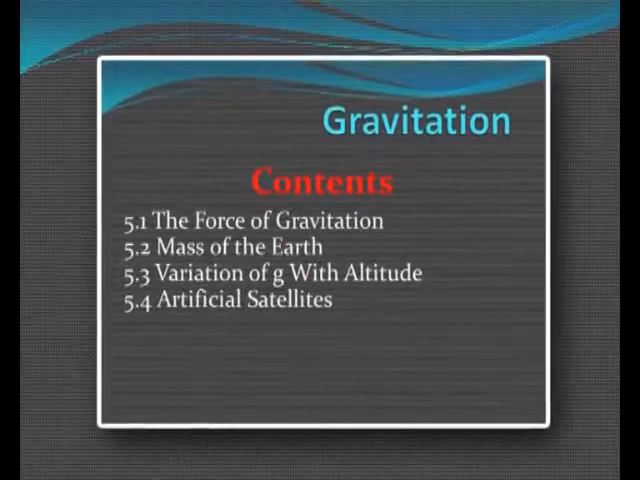 Gravitation
Contents
5.1 The Force of Gravitation
5.2 Mass of the Earth
5.3 Variation of g With Altitude
5.4 Artificial Satellites